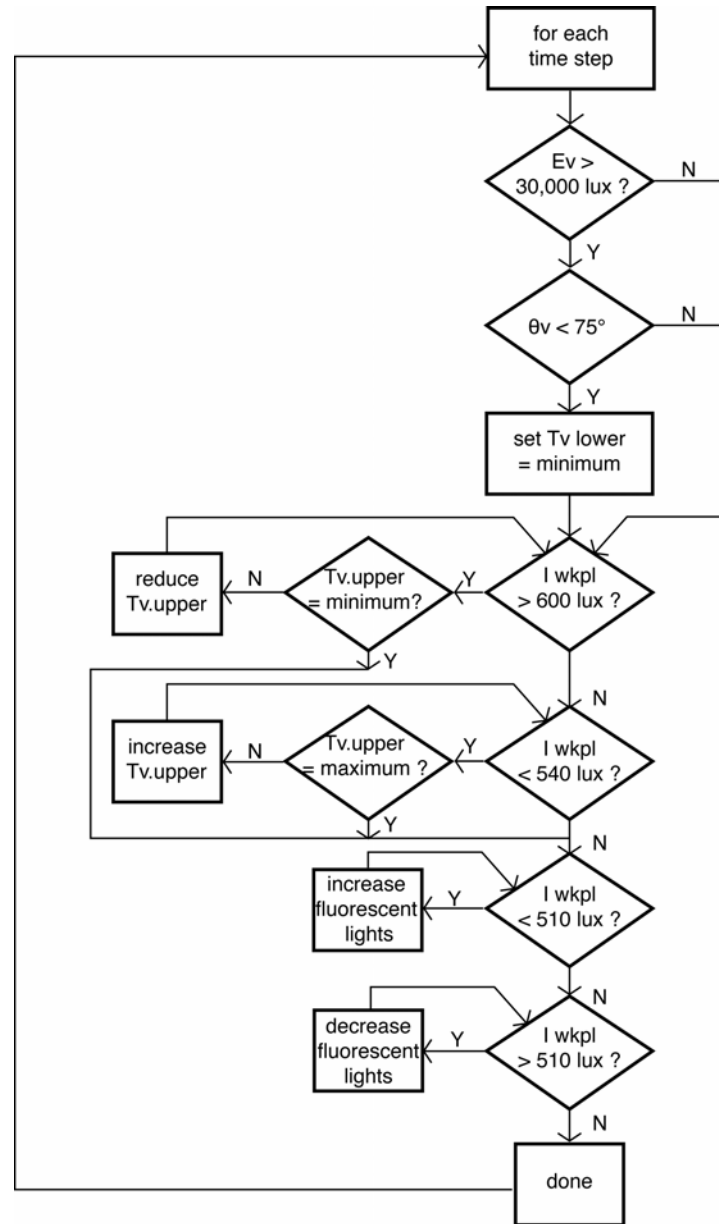 for each
time step
Ev >
30,000 lux ?
N
Y
θv < 75°
N
Y
set Tv lower
= minimum
reduce
Tv.upper
N
Tv.upper
= minimum?
Y
I wkpl
> 600 lux ?
Y
N
increase
Tv.upper
N
Tv.upper
= maximum ?
Y
I wkpl
< 540 lux ?
Y
N
increase
fluorescent
lights
Y
I wkpl
< 510 lux ?
N
decrease
fluorescent
lights
Y
I wkpl
> 510 lux ?
N
done